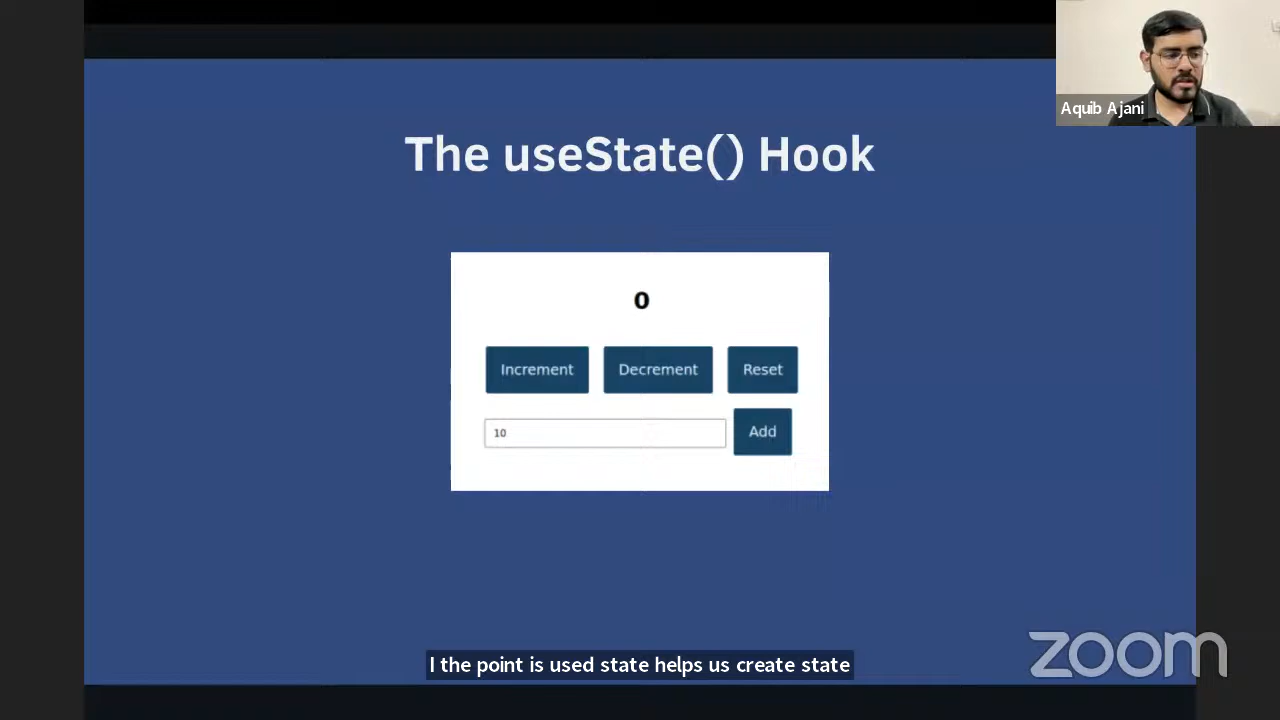 Aquib Ajani
The useState() Hook
0
Increment Decrement Reset
10 Add
I the point is used state helps us create state
zoom